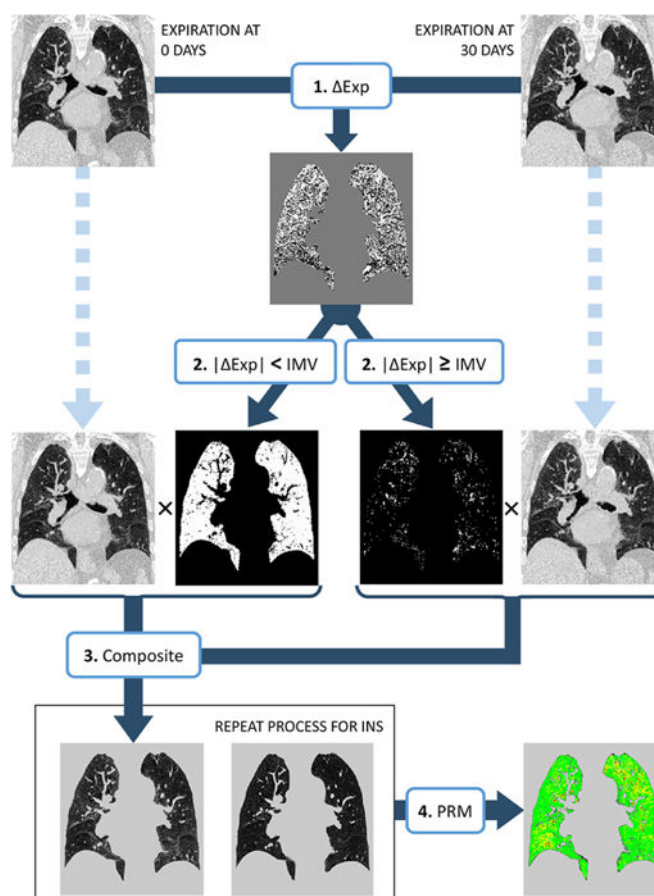 EXPIRATION AT
0 DAYS
EXPIRATION AT
30 DAYS
1. ΔExp
2. |ΔExp| < IMV
2. |ΔExp| ≥ IMV
×
×
3. Composite
REPEAT PROCESS FOR INS
4. PRM